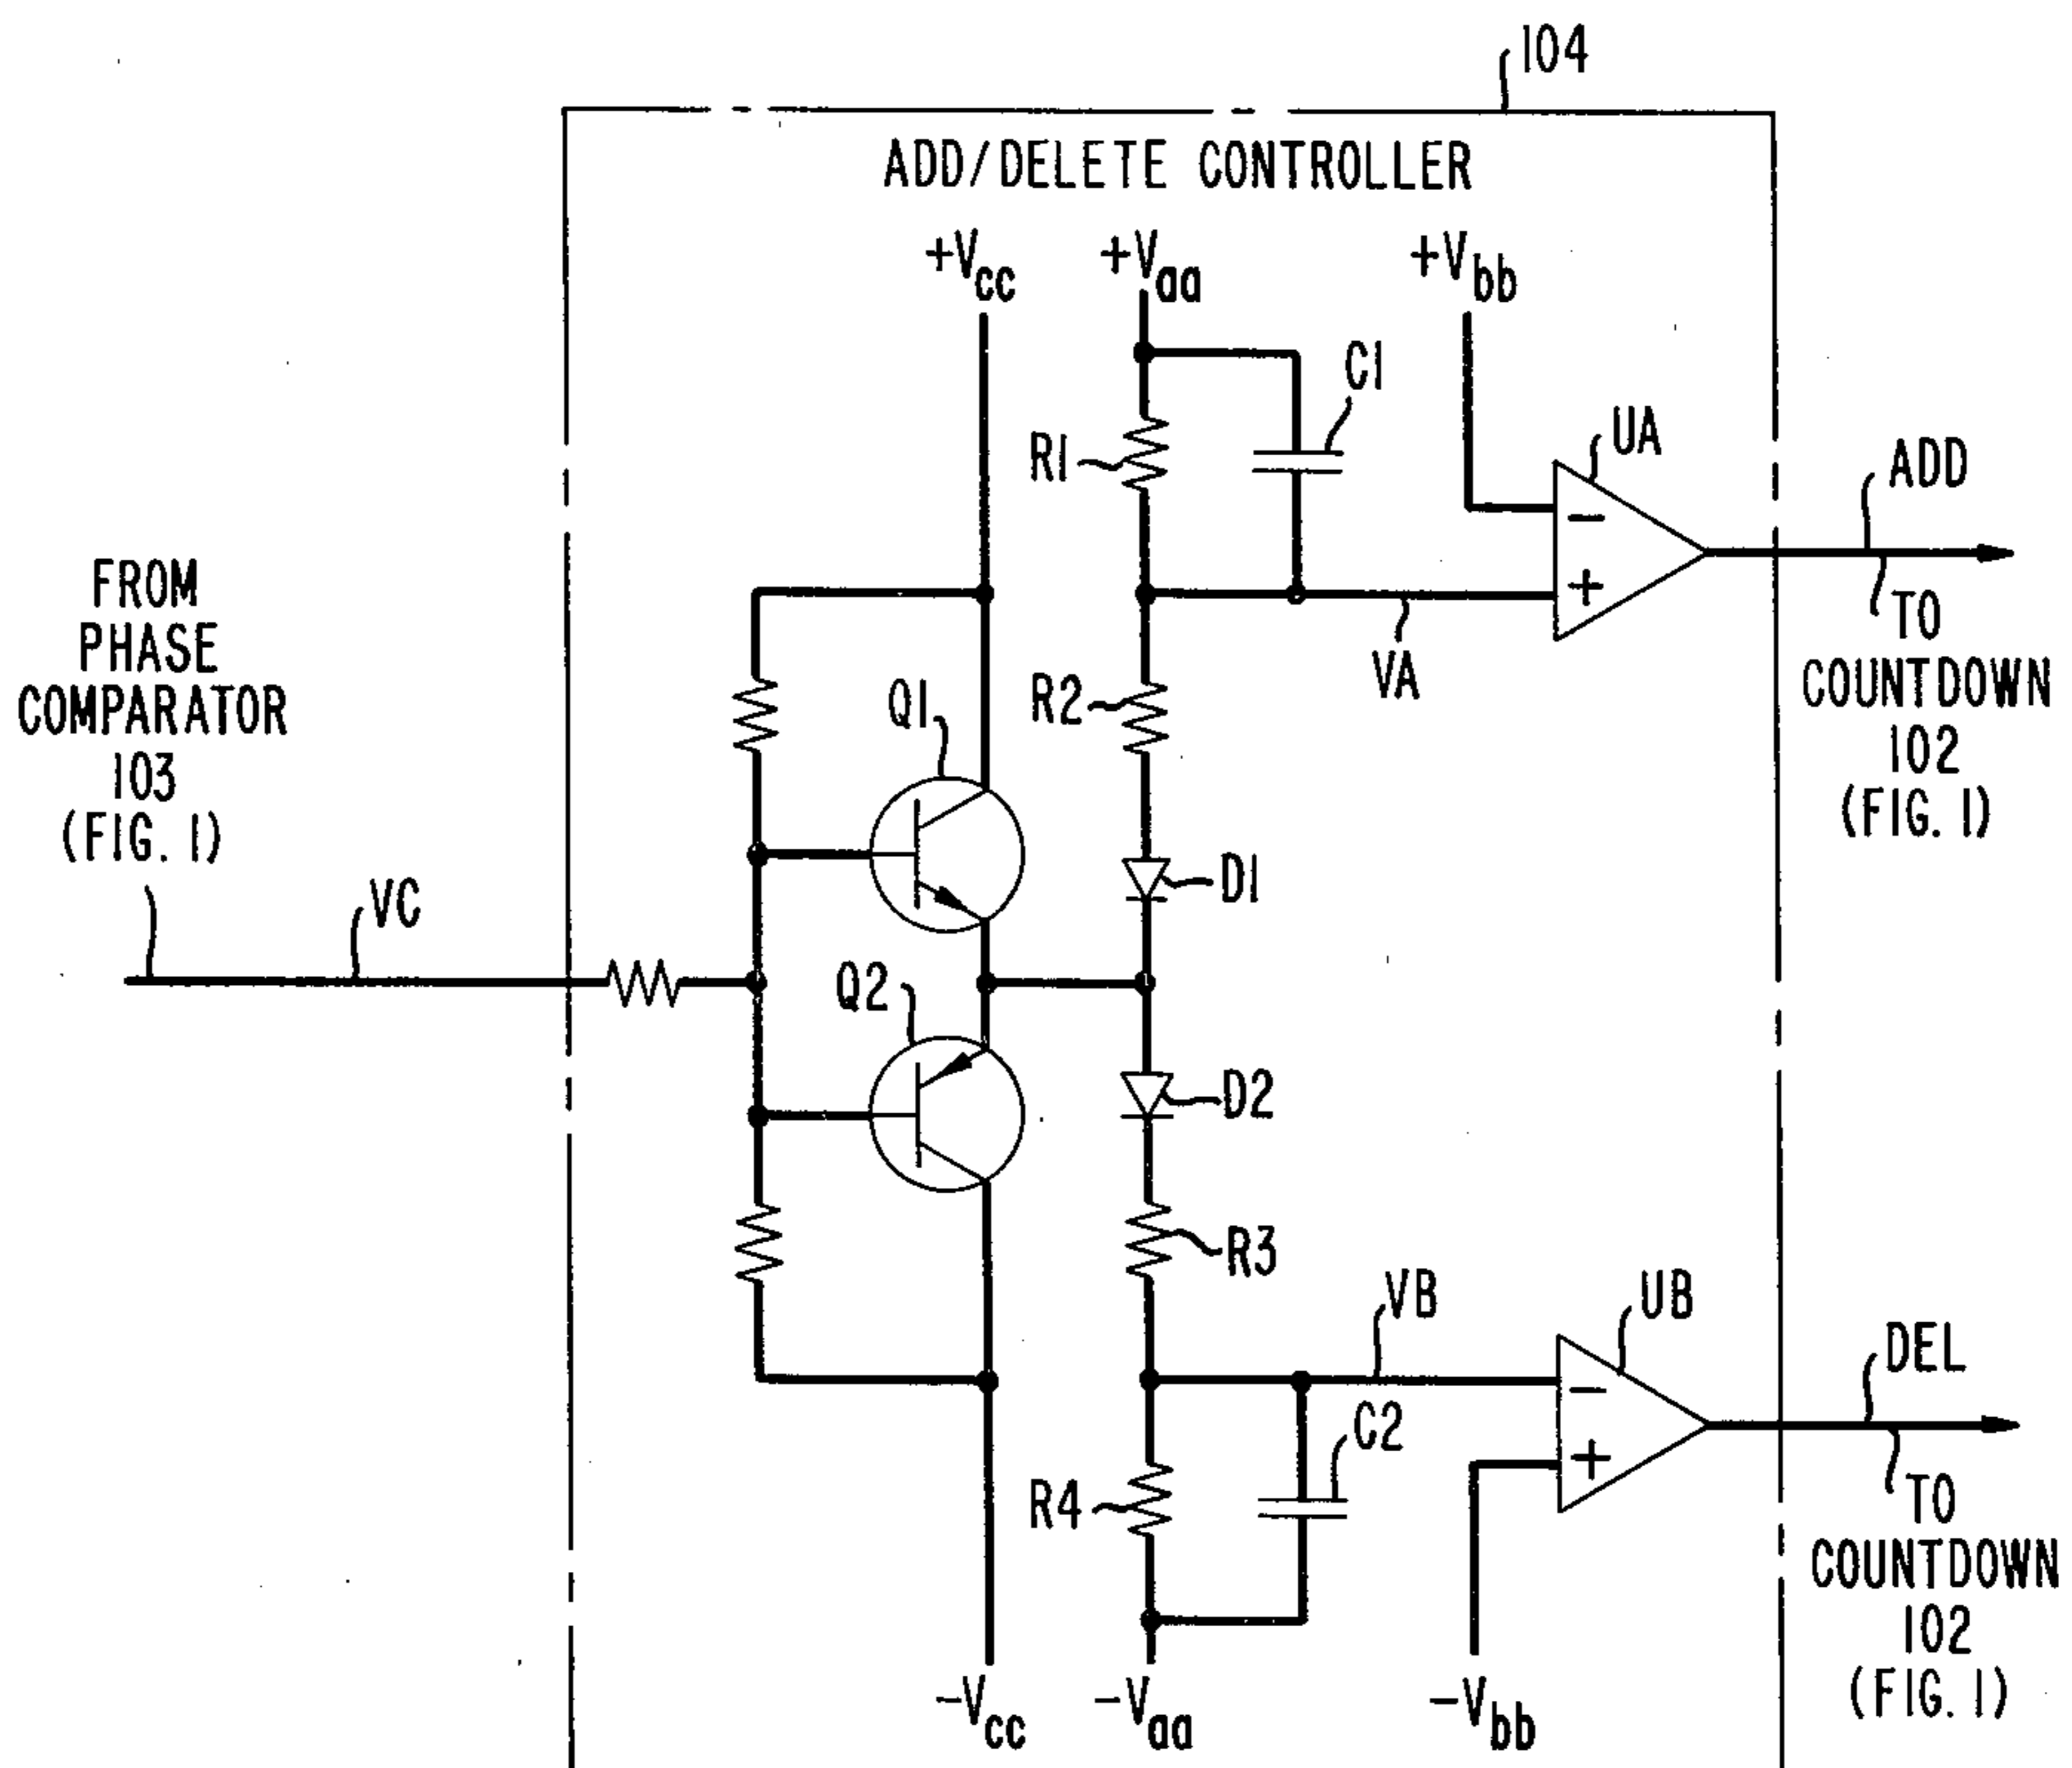 104
ADD/DELETE CONTROLLER
+Vcc
+Vaa
+Vbb
C1
R1
UA
ADD
−
+
TO
COUNTDOWN
102
(FIG. 1)
VA
R2
Q1
FROM
PHASE
COMPARATOR
103
(FIG. 1)
VC
D1
Q2
D2
R3
VB
UB
DEL
−
+
TO
COUNTDOWN
102
(FIG. 1)
C2
R4
-Vcc
-Vaa
-Vbb